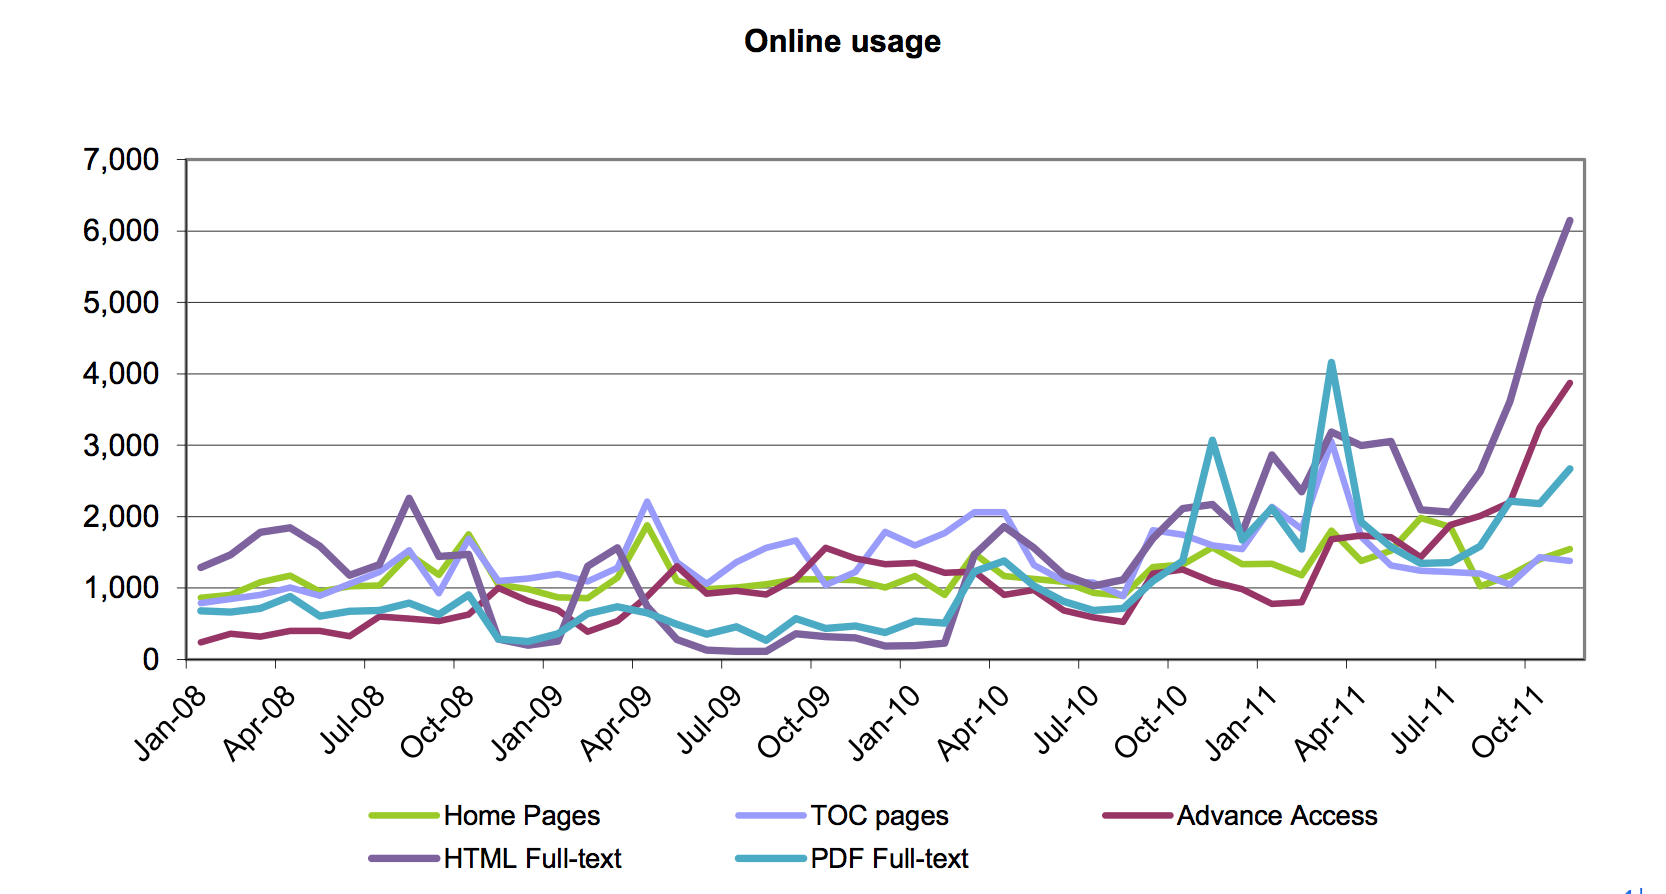 Online usage
7,000
6,000
5,000
4,000
3,000
2,000
1,000
0
Jan-08 Apr-08 Jul-08 Oct-08 Jan-09 Apr-09 Jul-09 Oct-09 Jan-10 Apr-10 Jul-10 Oct-10 Jan-11 Apr-11 Jul-11 Oct-11
Home Pages TOC pages Advance Access
HTML Full-text PDF Full-text